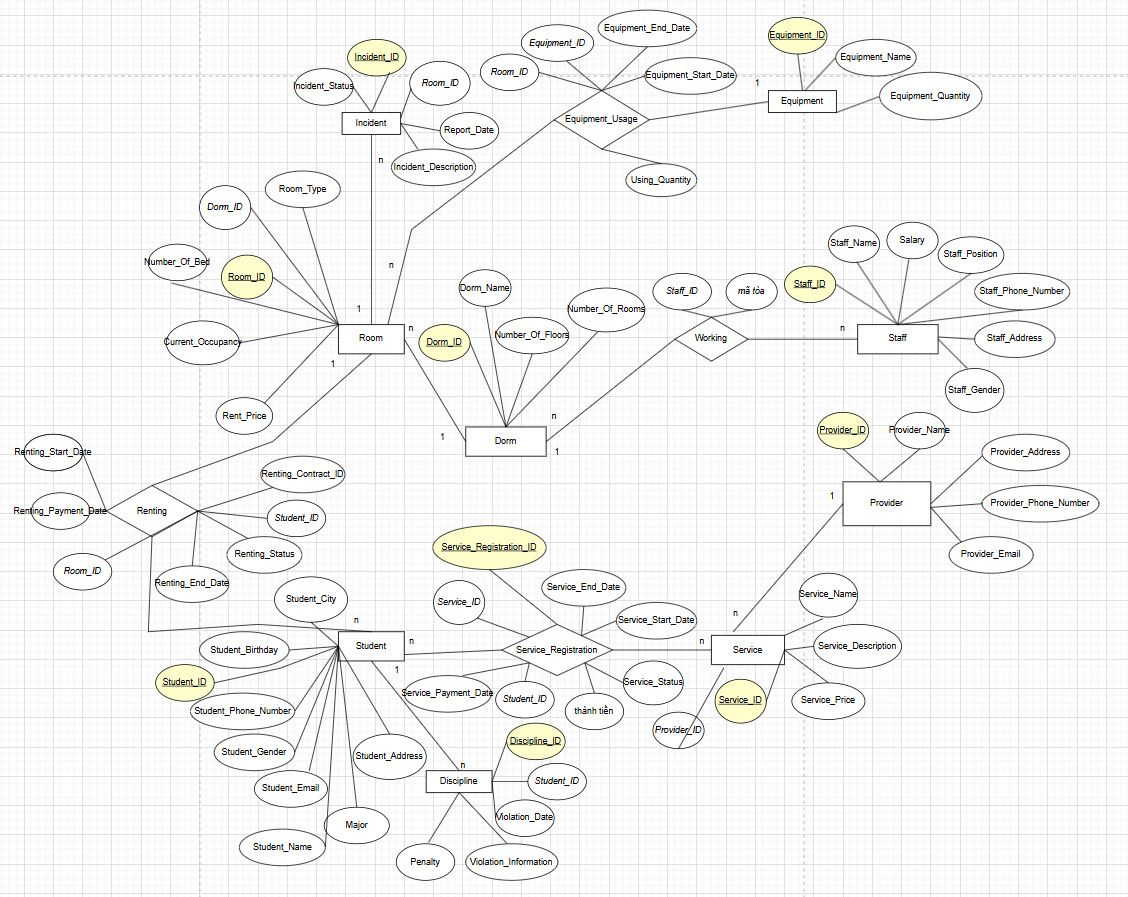 Equipment_End_Date
Equipment_ID
Equipment_ID
Incident_ID
Equipment_Name
Room_ID
Equipment_Start_Date
Incident_Status
Room_ID
1
Equipment_Quantity
Equipment
Incident
Equipment_Usage
Report_Date
n
Incident_Description
Using_Quantity
Room_Type
Dorm_ID
Staff_Name
Salary
Staff_Position
Number_Of_Bed
n
Room_ID
Staff_ID
Dorm_Name
Staff_ID
mã tòa
Staff_Phone_Number
1
Number_Of_Rooms
n
n
Number_Of_Floors
Room
Current_Occupancy
Dorm_ID
Working
Staff
Staff_Address
1
Staff_Gender
Rent_Price
n
Provider_ID
Provider_Name
1
Dorm
1
Renting_Start_Date
Provider_Address
Renting_Contract_ID
1
Provider
Provider_Phone_Number
Renting_Payment_Date
Renting
Student_ID
Service_Registration_ID
Renting_Status
Provider_Email
Room_ID
Renting_End_Date
Service_End_Date
Student_City
Service_ID
Service_Name
n
n
Service_Start_Date
n
n
Student_Birthday
Student
Service_Registration
Service
Service_Description
1
Student_ID
Service_Status
Service_Payment_Date
Student_ID
Service_ID
Service_Price
Student_Phone_Number
thành tiền
Provider_ID
Discipline_ID
Student_Gender
Student_Address
n
Discipline
Student_ID
Student_Email
Violation_Date
Major
Student_Name
Penalty
Violation_Information